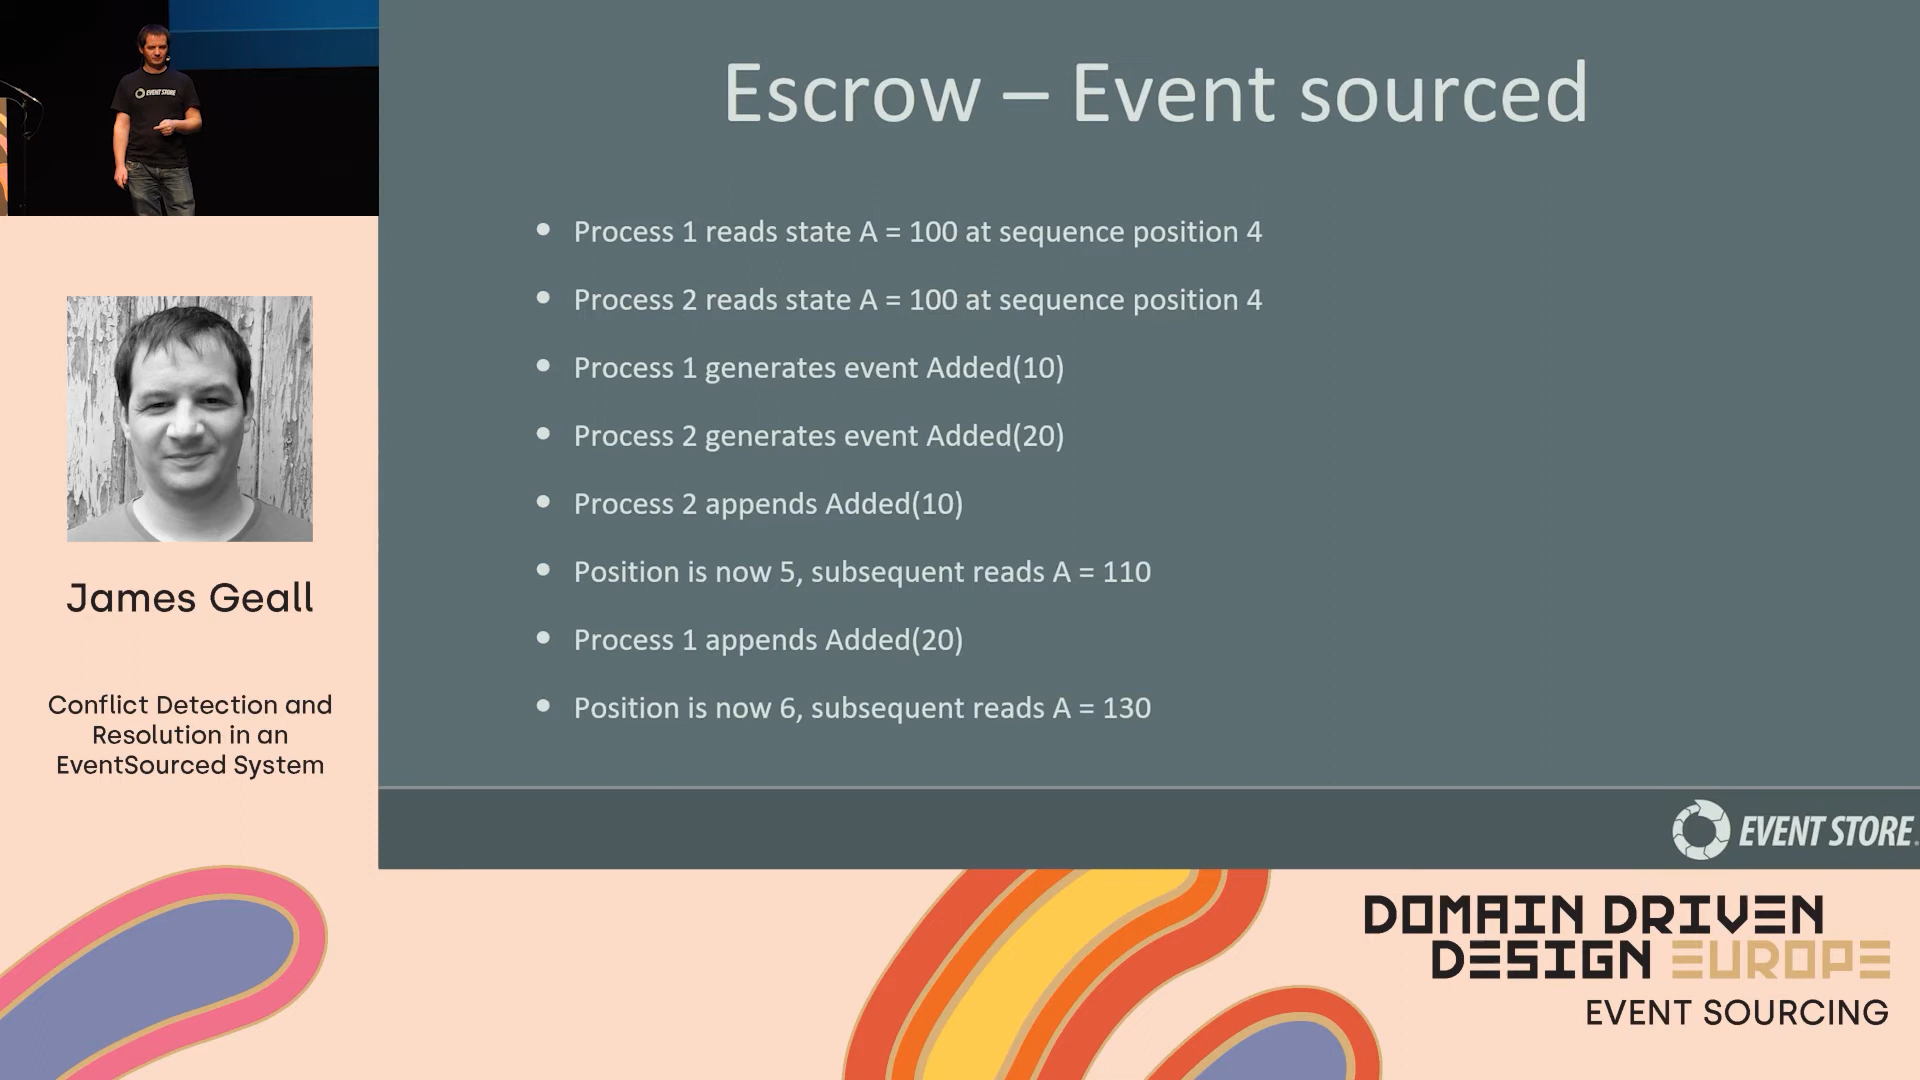 EVENT STORE
Escrow – Event sourced
• Process 1 reads state A = 100 at sequence position 4
• Process 2 reads state A = 100 at sequence position 4
• Process 1 generates event Added(10)
• Process 2 generates event Added(20)
• Process 2 appends Added(10)
• Position is now 5, subsequent reads A = 110
• Process 1 appends Added(20)
• Position is now 6, subsequent reads A = 130
James Geall
Conflict Detection and
Resolution in an
EventSourced System
EVENT STORE.
DOMAIN DRIVEN
DESIGN EUROPE
EVENT SOURCING